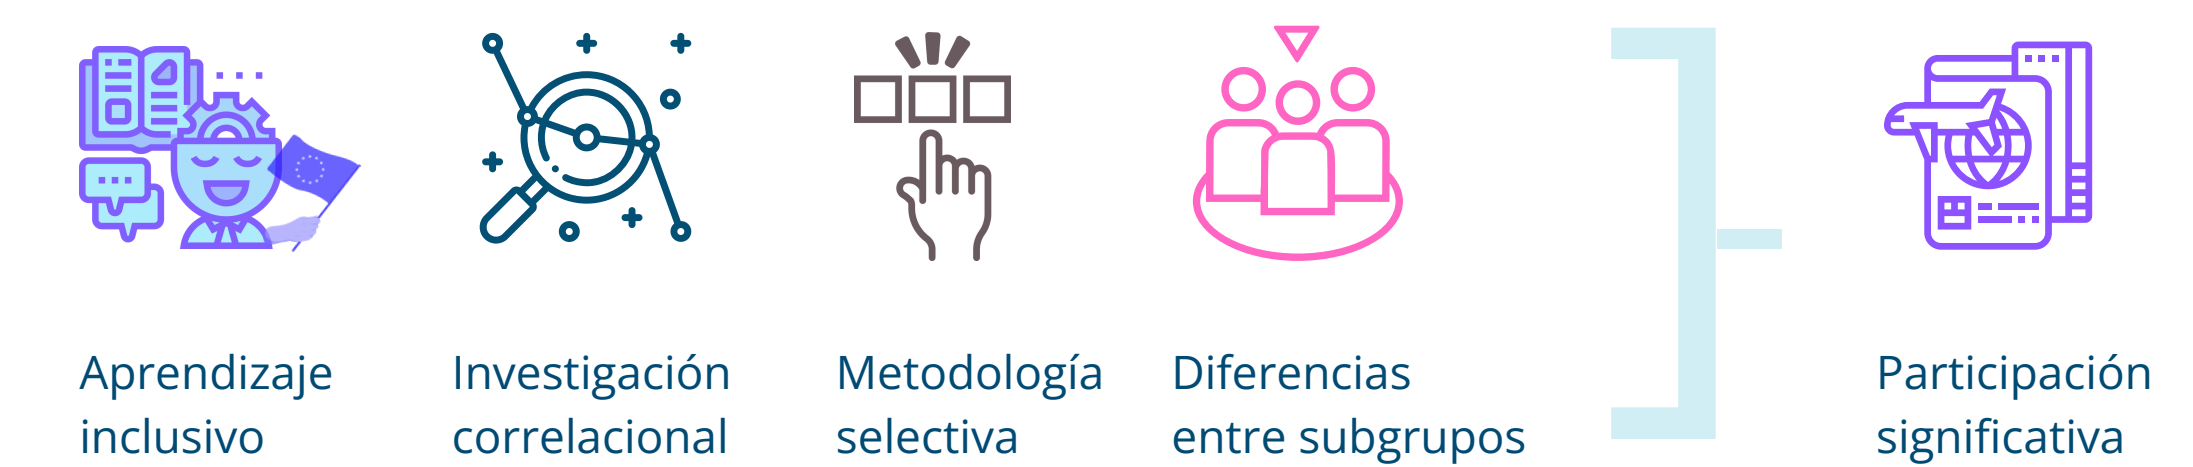 Aprendizaje
inclusivo
Investigación
correlacional
Metodología
selectiva
Diferencias
entre subgrupos
Participación
significativa